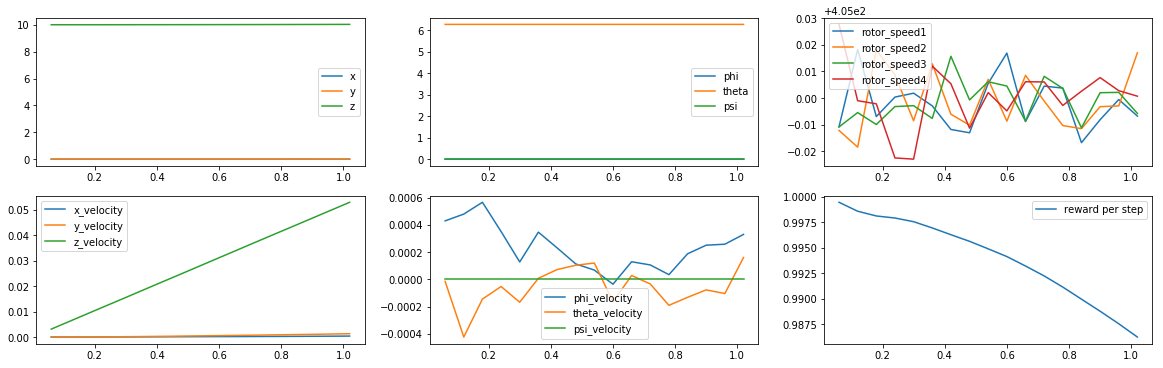 10
8
6
4
2
0
x
y
z
0.2 0.4 0.6 0.8 1.0
6
5
4
3
2
1
0
phi
theta
psi
0.2 0.4 0.6 0.8 1.0
+4.05e2
0.03
0.02
0.01
0.00
−0.01
−0.02
rotor_speed1
rotor_speed2
rotor_speed3
rotor_speed4
0.2 0.4 0.6 0.8 1.0
0.05
0.04
0.03
0.02
0.01
0.00
x_velocity
y_velocity
z_velocity
0.2 0.4 0.6 0.8 1.0
0.0006
0.0004
0.0002
0.0000
−0.0002
−0.0004
phi_velocity
theta_velocity
psi_velocity
0.2 0.4 0.6 0.8 1.0
1.0000
0.9975
0.9950
0.9925
0.9900
0.9875
reward per step
0.2 0.4 0.6 0.8 1.0